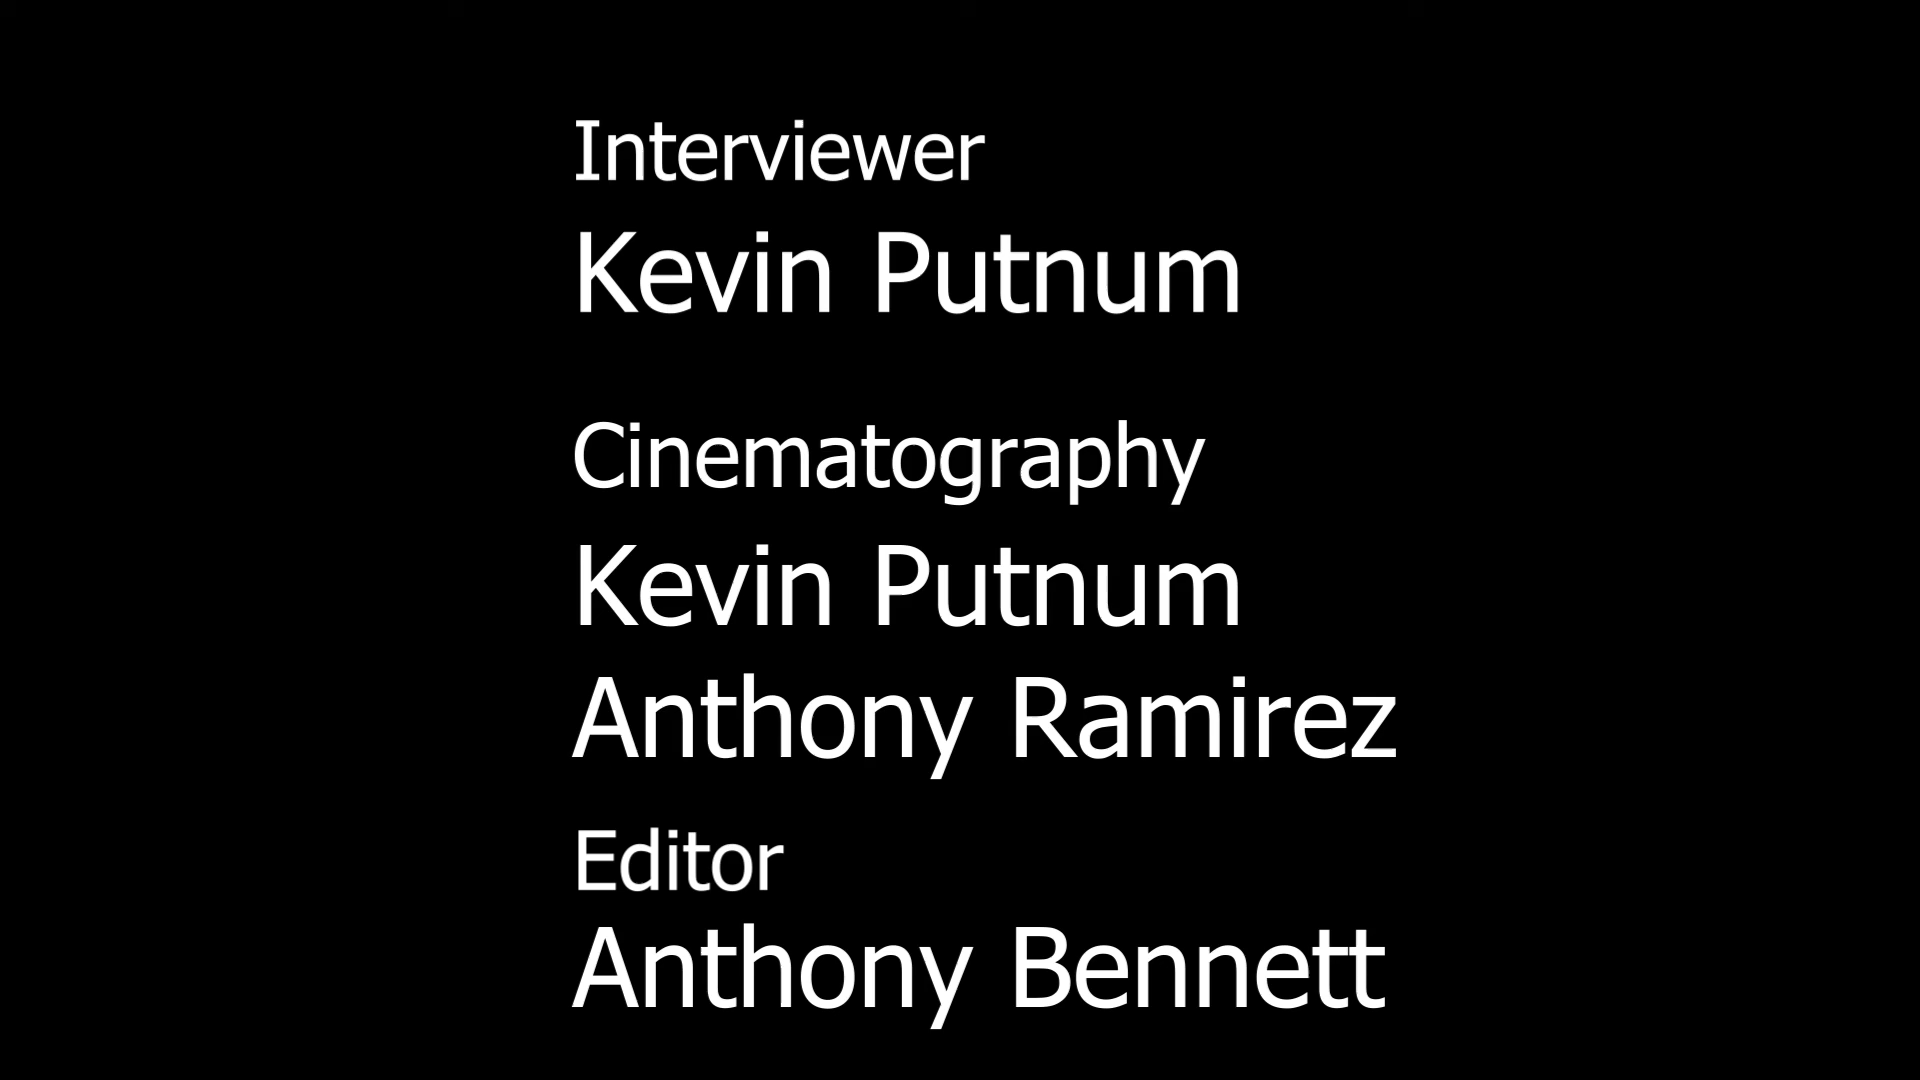 Interviewer
Kevin Putnum
Cinematography
Kevin Putnum
Anthony Ramirez
Editor
Anthony Bennett